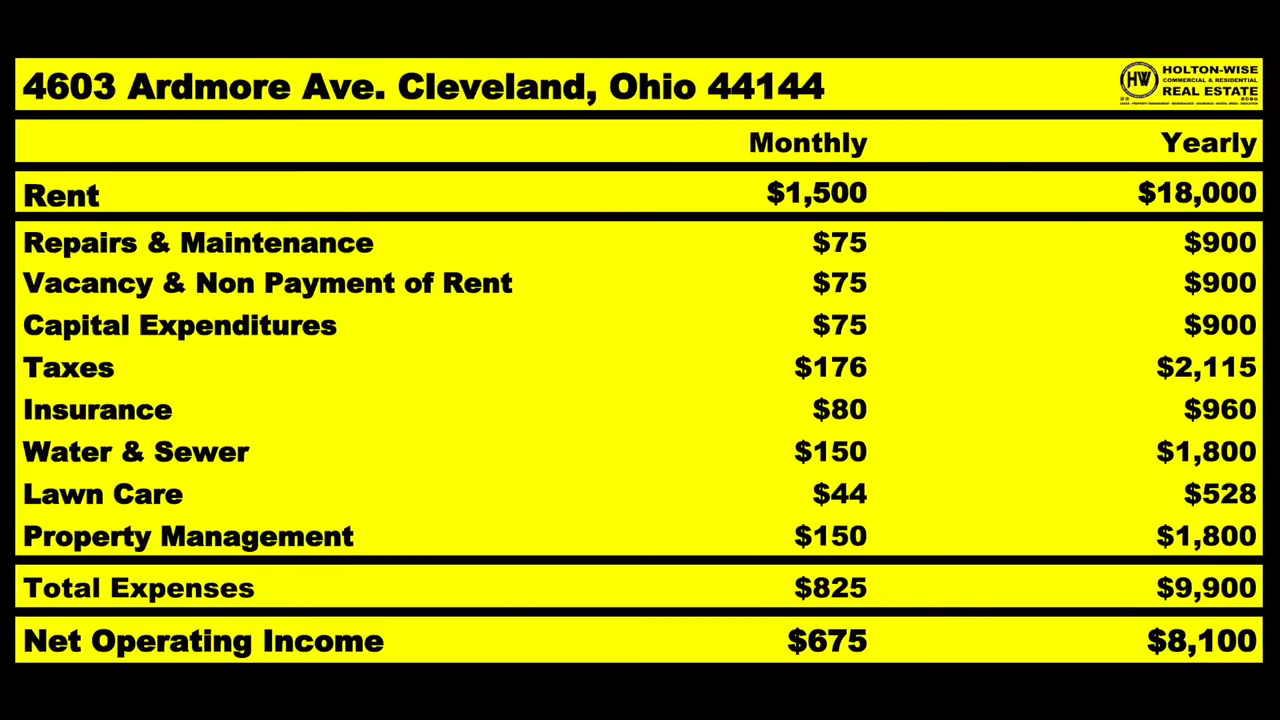 4603 Ardmore Ave. Cleveland, Ohio 44144
HW
HOLTON-WISE
COMMERCIAL & RESIDENTIAL
REAL ESTATE
Monthly Yearly
Rent $1,500 $18,000
Repairs & Maintenance $75 $900
Vacancy & Non Payment of Rent $75 $900
Capital Expenditures $75 $900
Taxes $176 $2,115
Insurance $80 $960
Water & Sewer $150 $1,800
Lawn Care $44 $528
Property Management $150 $1,800
Total Expenses $825 $9,900
Net Operating Income $675 $8,100